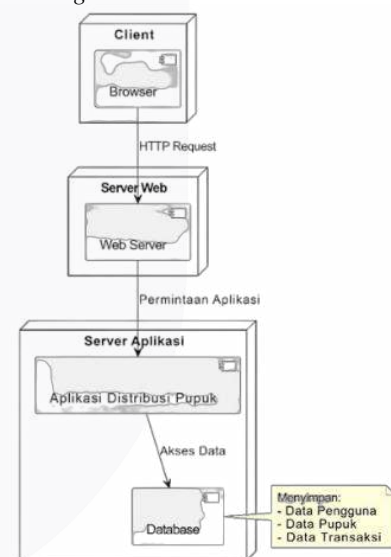 Client
Browser
HTTP Request
Server Web
Web Server
Permintaan Aplikasi
Server Aplikasi
Aplikasi Distribusi Pupuk
Akses Data
Database
Menyimpan:
- Data Pengguna
- Data Pupuk
- Data Transaksi